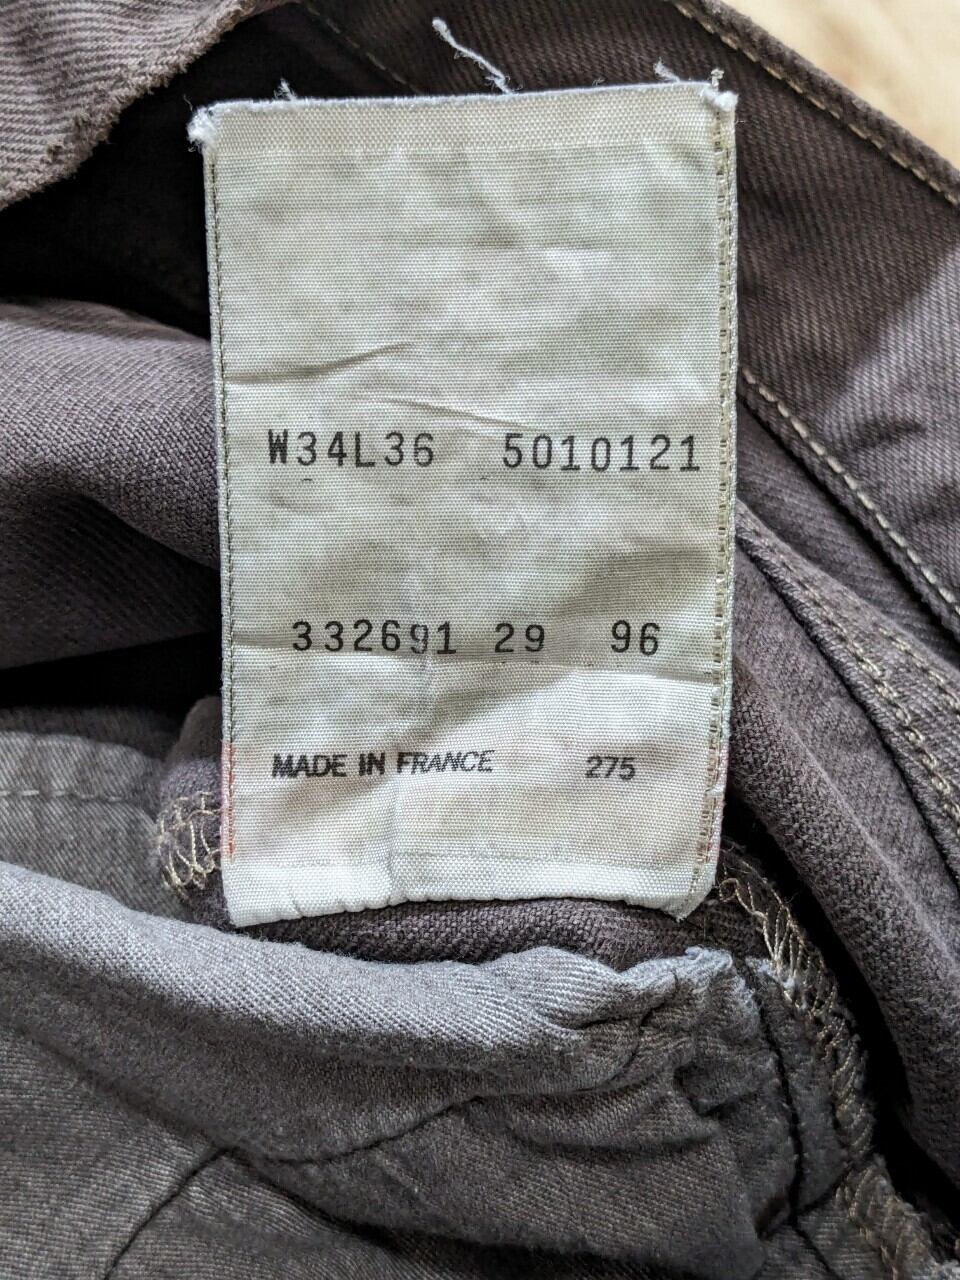 W34L36 5010121
332691 29 96
MADE IN FRANCE 275